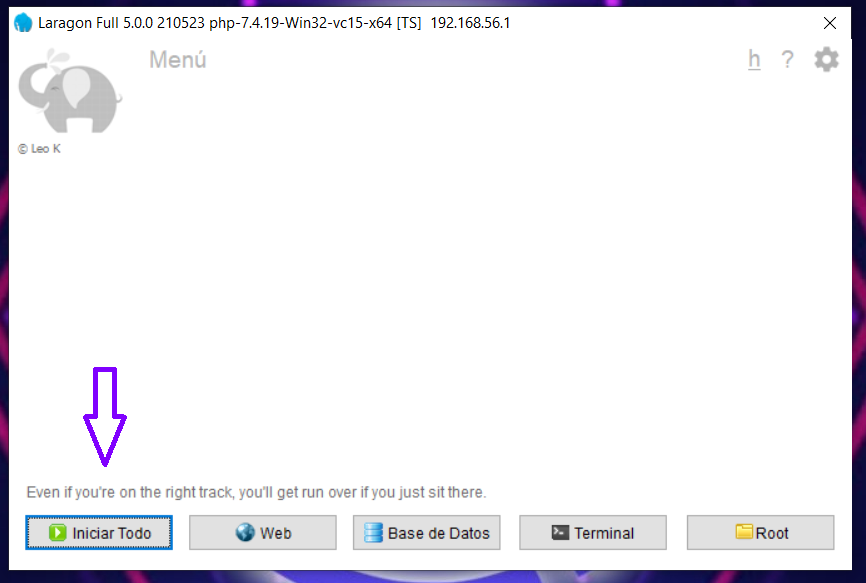 Laragon Full 5.0.0 210523 php-7.4.19-Win32-vc15-x64 [TS]  192.168.56.1
Menú
h ?
© Leo K
Even if you're on the right track, you'll get run over if you just sit there.
Iniciar Todo
Web
Base de Datos
Terminal
Root